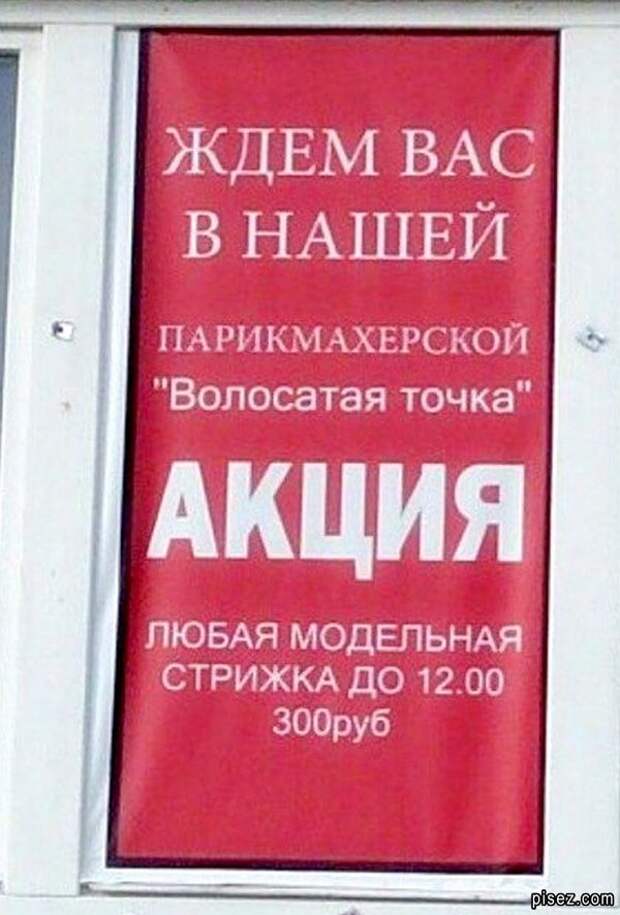 ЖДЕМ ВАС
В НАШЕЙ
ПАРИКМАХЕРСКОЙ
"Волосатая точка"
АКЦИЯ
ЛЮБАЯ МОДЕЛЬНАЯ
СТРИЖКА ДО 12.00
300руб
pisez.com